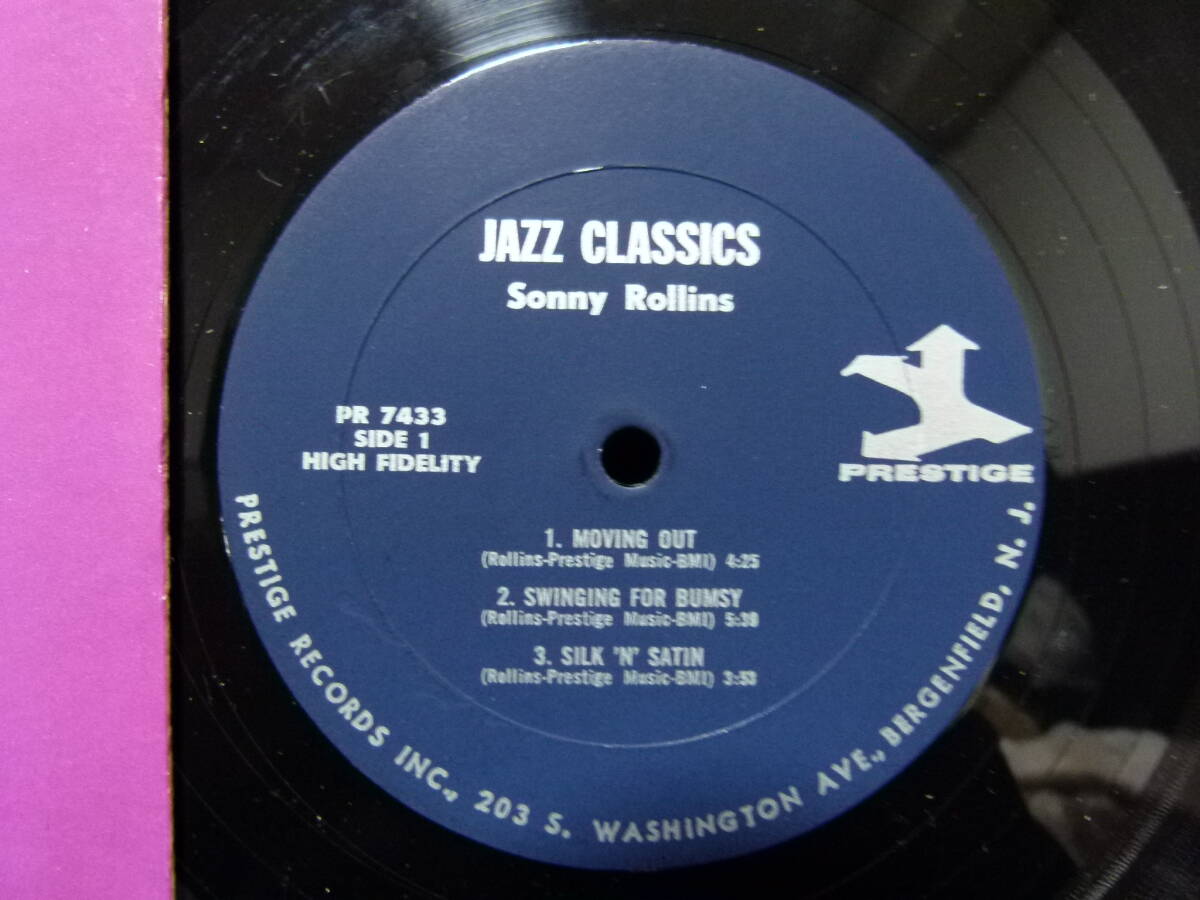 JAZZ CLASSICS
Sonny Rollins
PR 7433
SIDE 1
HIGH FIDELITY
PRESTIGE
1. MOVING OUT
(Rollins-Prestige Music-BMI) 4:25
2. SWINGING FOR BUMSY
(Rollins-Prestige Music-BMI) 5:38
3. SILK 'N' SATIN
(Rollins-Prestige Music-BMI) 3:53
PRESTIGE RECORDS INC., 203 S. WASHINGTON AVE., BERGENFIELD, N. J.